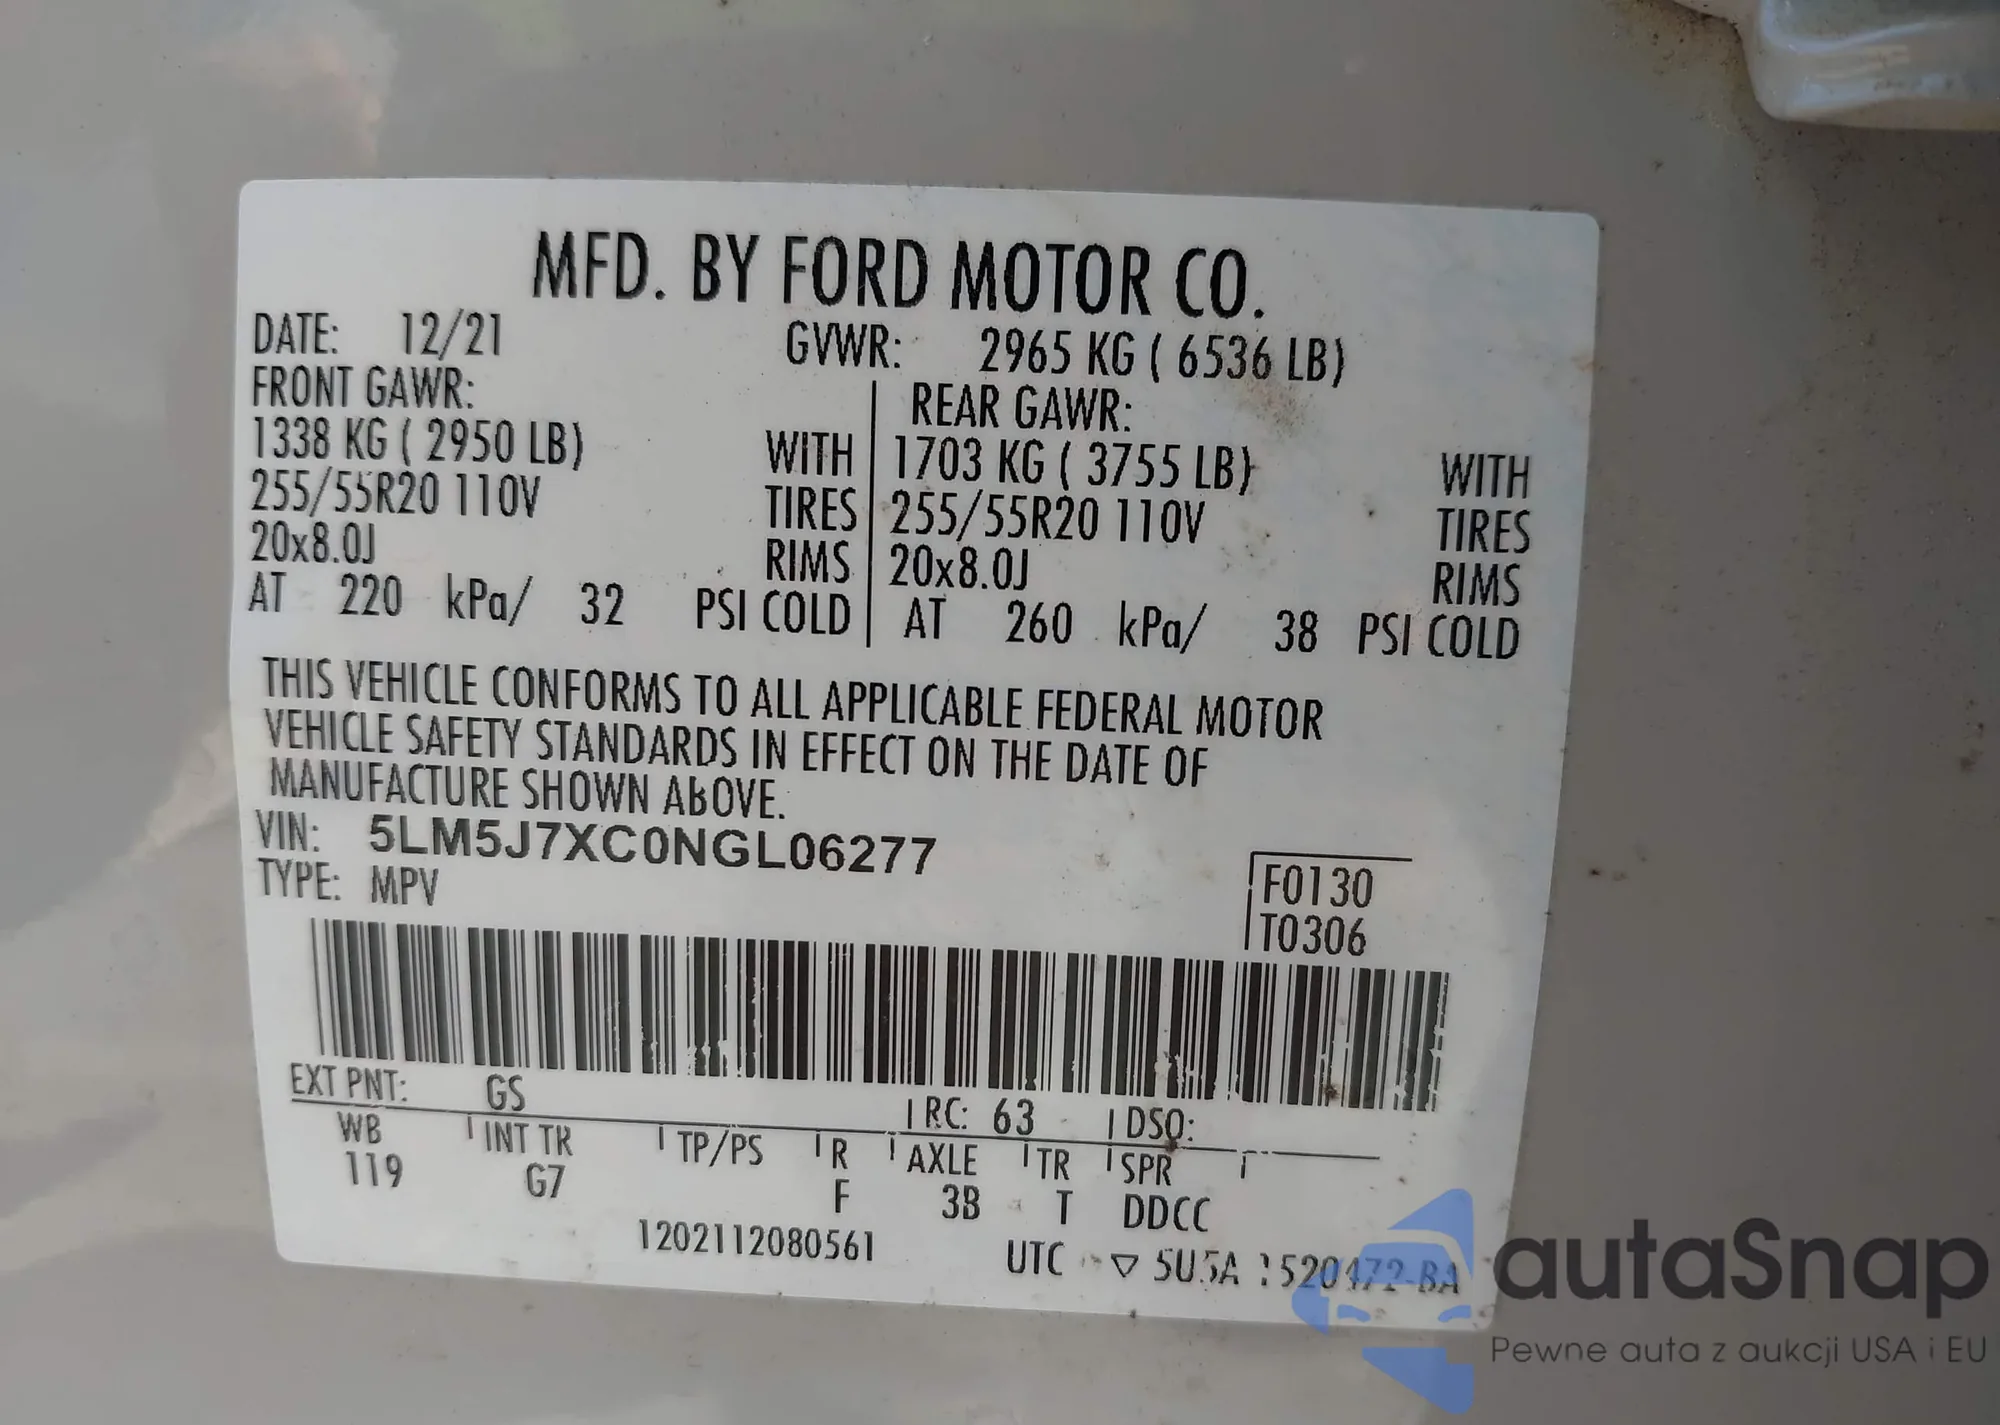 MFD. BY FORD MOTOR CO.
DATE: 12/21 GVWR: 2965 KG ( 6536 LB)
FRONT GAWR: REAR GAWR:
1338 KG ( 2950 LB) WITH 1703 KG ( 3755 LB) WITH
255/55R20 110V TIRES 255/55R20 110V TIRES
20x8.0J RIMS 20x8.0J RIMS
AT 220 kPa/ 32 PSI COLD AT 260 kPa/ 38 PSI COLD
THIS VEHICLE CONFORMS TO ALL APPLICABLE FEDERAL MOTOR
VEHICLE SAFETY STANDARDS IN EFFECT ON THE DATE OF
MANUFACTURE SHOWN ABOVE.
VIN: 5LM5J7XC0NGL06277
TYPE: MPV
F0130
T0306
EXT PNT: GS RC: 63 DSO:
WB INT TR TP/PS R AXLE TR SPR
119 G7 F 3B T DDCC
1202112080561
UTC ▽
autaSnap
Pewne auta z aukcji USA i EU